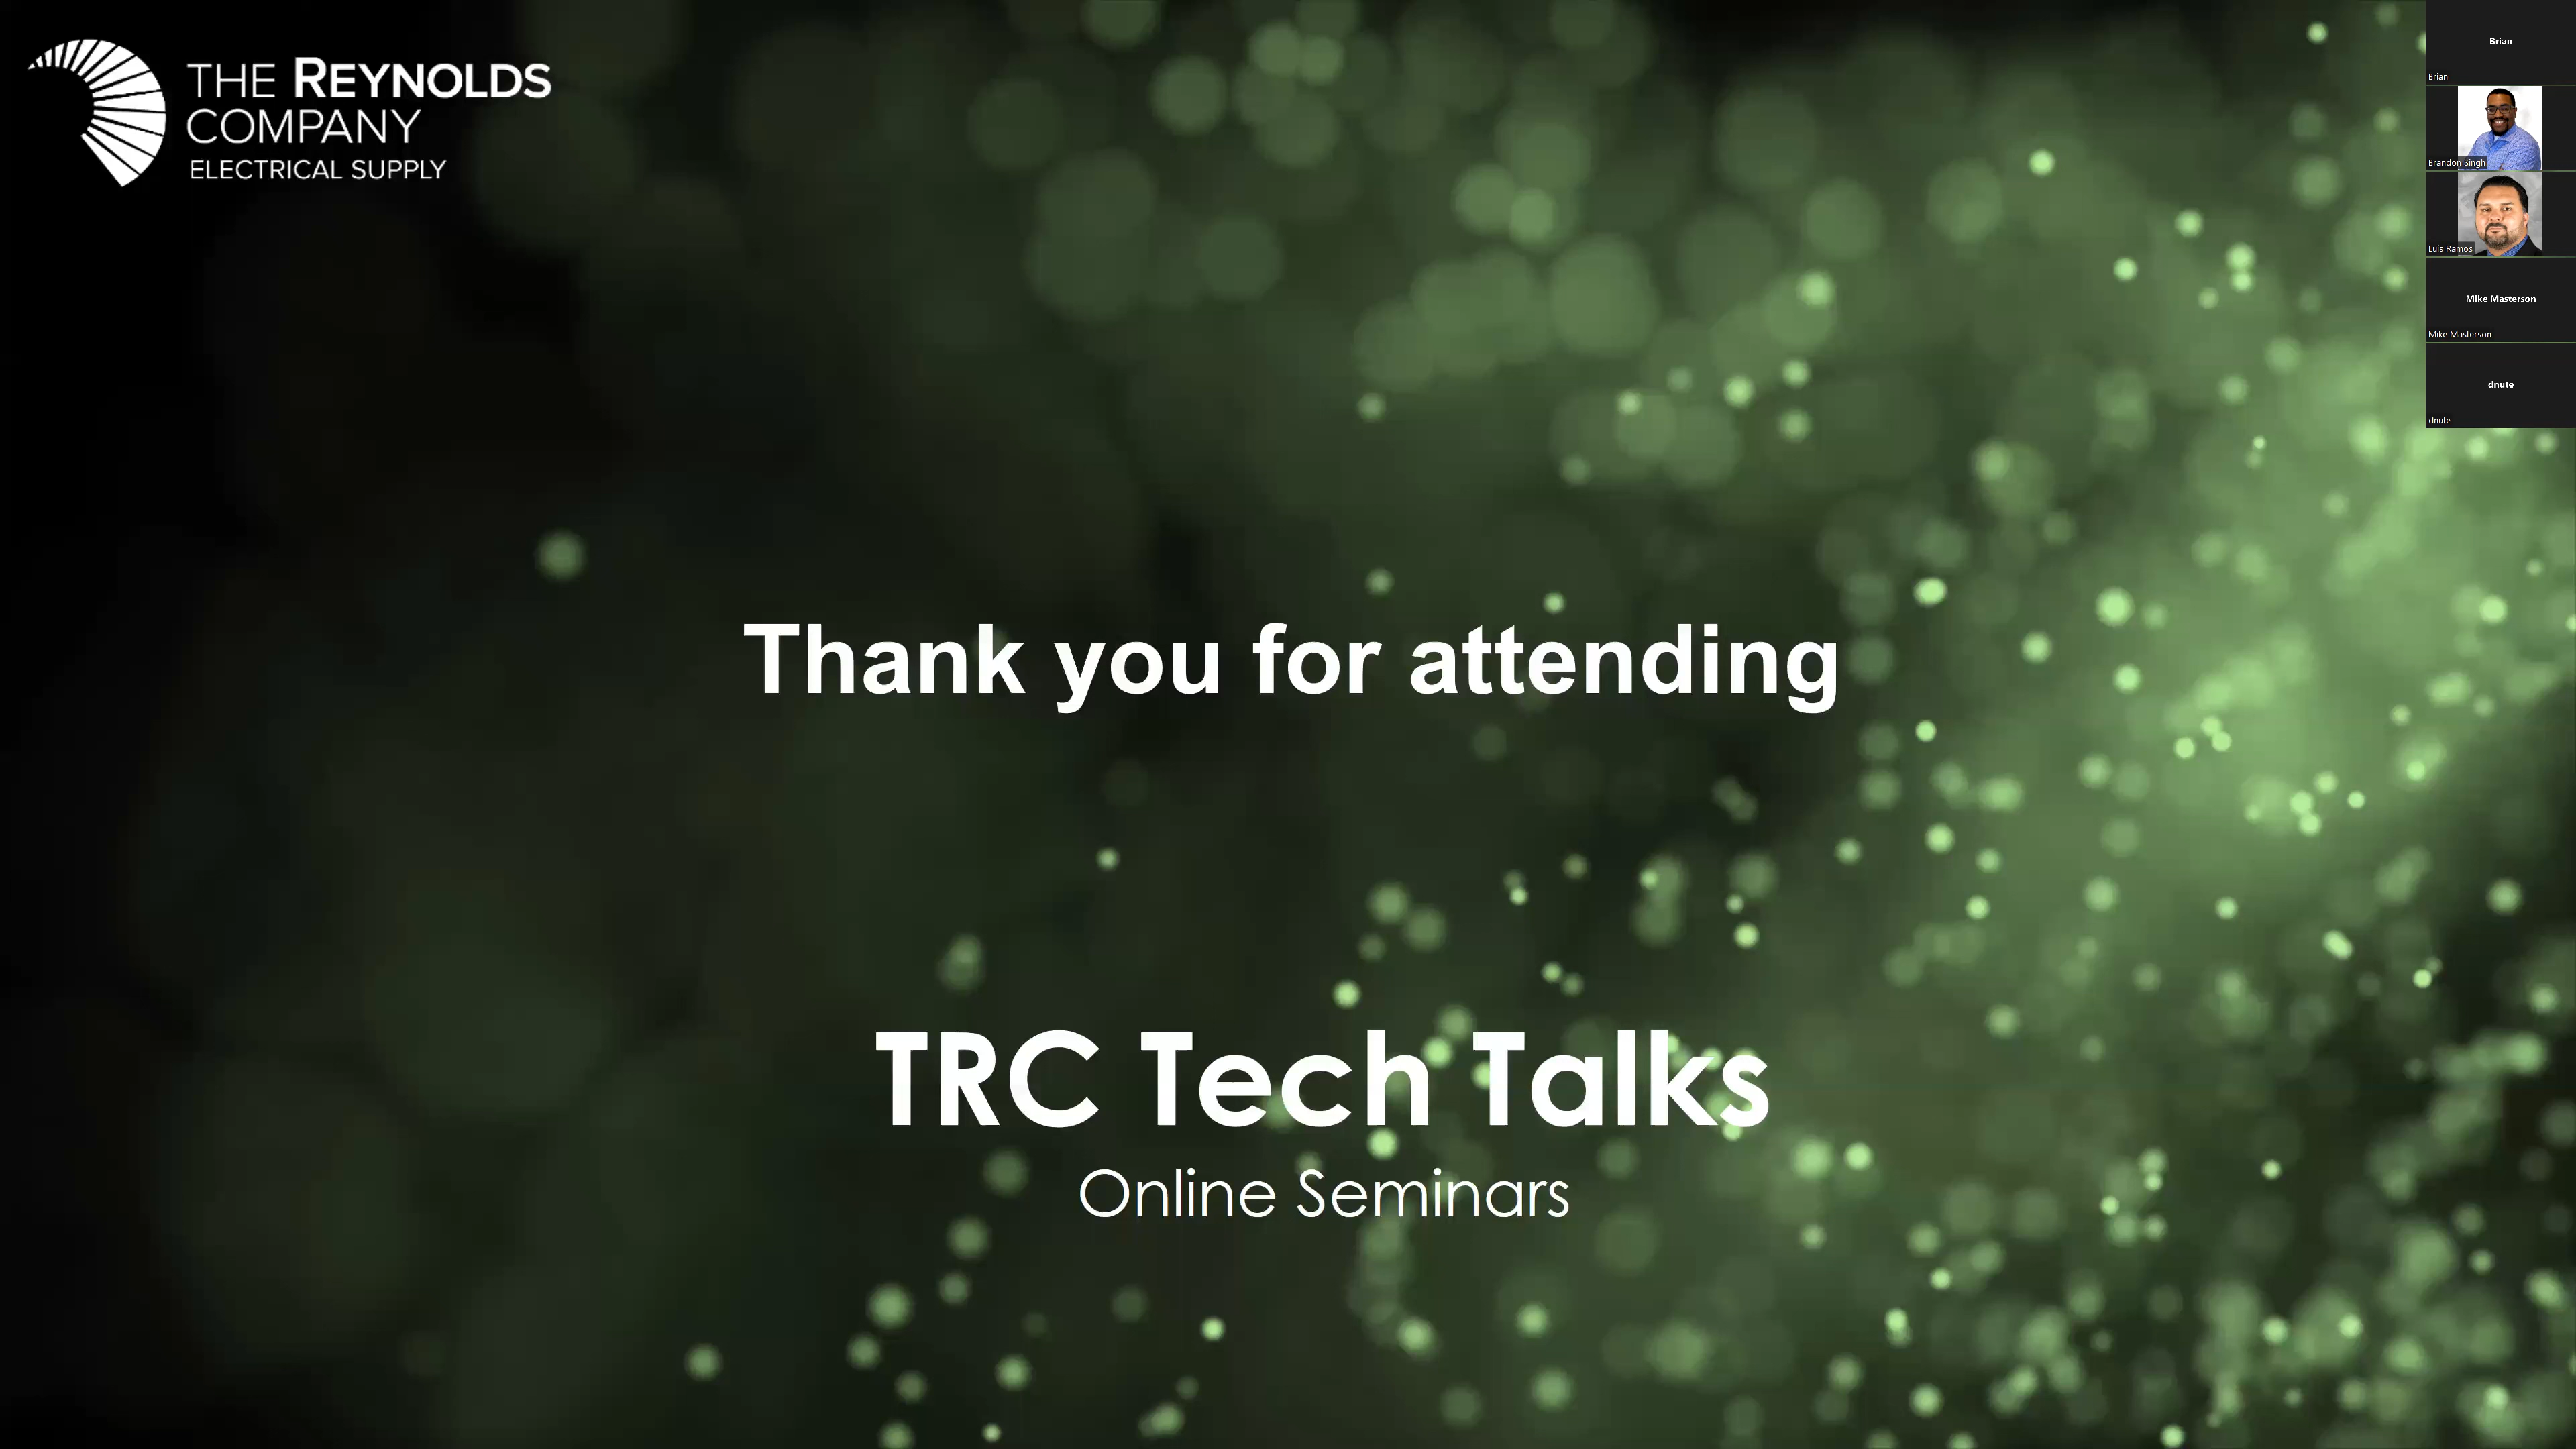 THE REYNOLDS
COMPANY
ELECTRICAL SUPPLY
Brian
Brian
Brandon Singh
Luis Ramos
Mike Masterson
Mike Masterson
dnute
dnute
Thank you for attending
TRC Tech Talks
Online Seminars